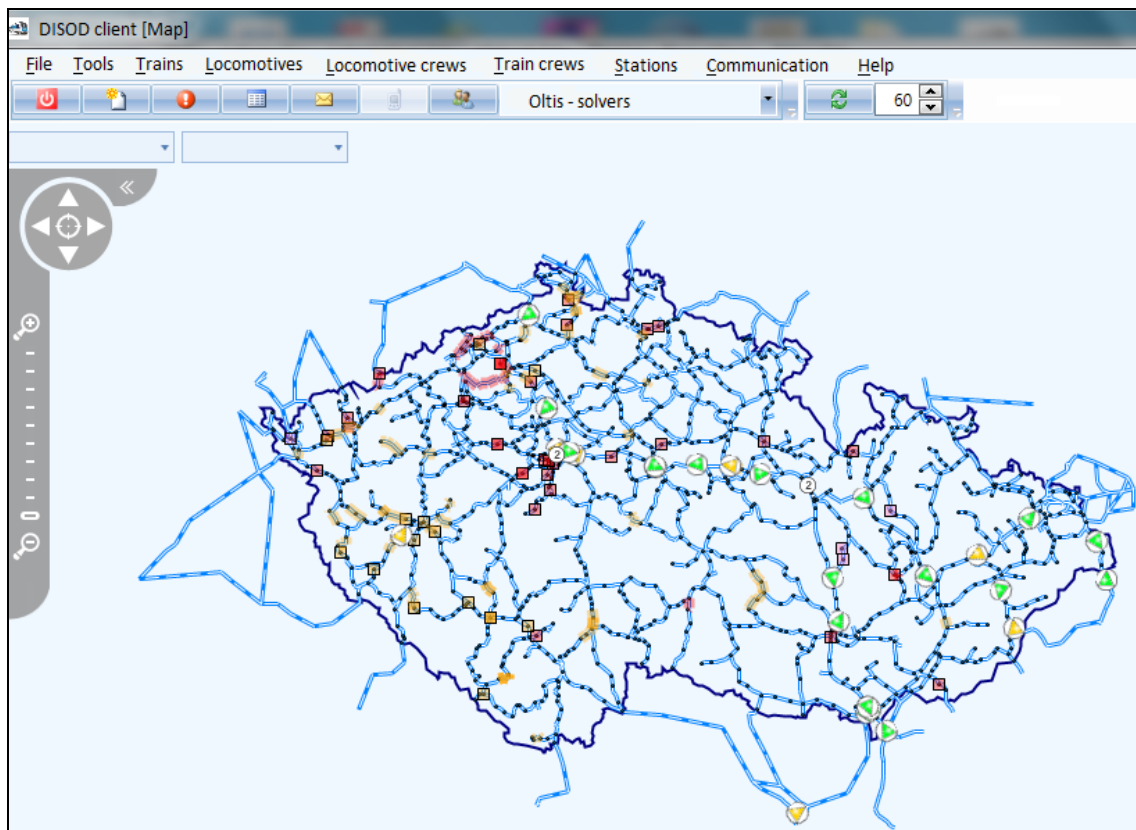 DISOD client [Map]
File Tools Trains Locomotives Locomotive crews Train crews Stations Communication Help
Oltis - solvers 60
2
2